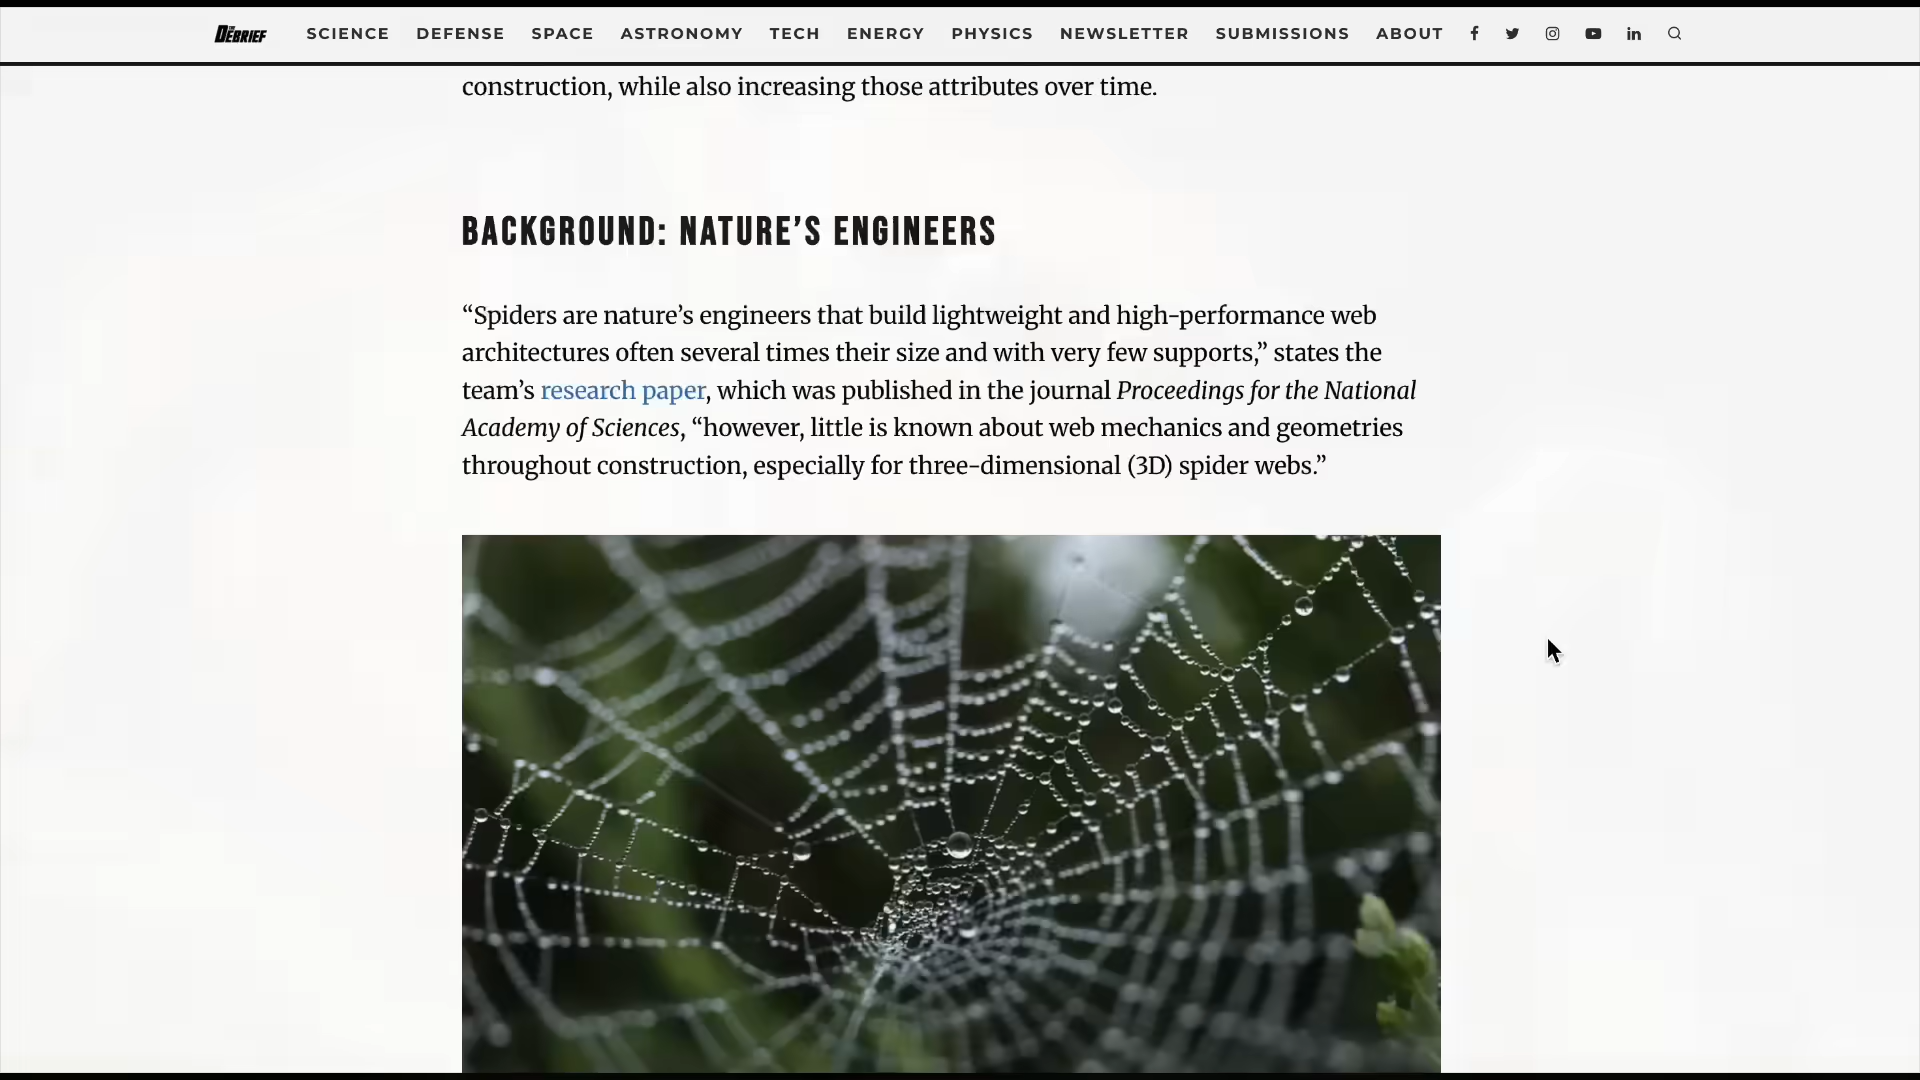 THE DEBRIEF SCIENCE DEFENSE SPACE ASTRONOMY TECH ENERGY PHYSICS NEWSLETTER SUBMISSIONS ABOUT
construction, while also increasing those attributes over time.
BACKGROUND: NATURE’S ENGINEERS
“Spiders are nature’s engineers that build lightweight and high-performance web
architectures often several times their size and with very few supports,” states the
team’s research paper, which was published in the journal Proceedings for the National
Academy of Sciences, “however, little is known about web mechanics and geometries
throughout construction, especially for three-dimensional (3D) spider webs.”